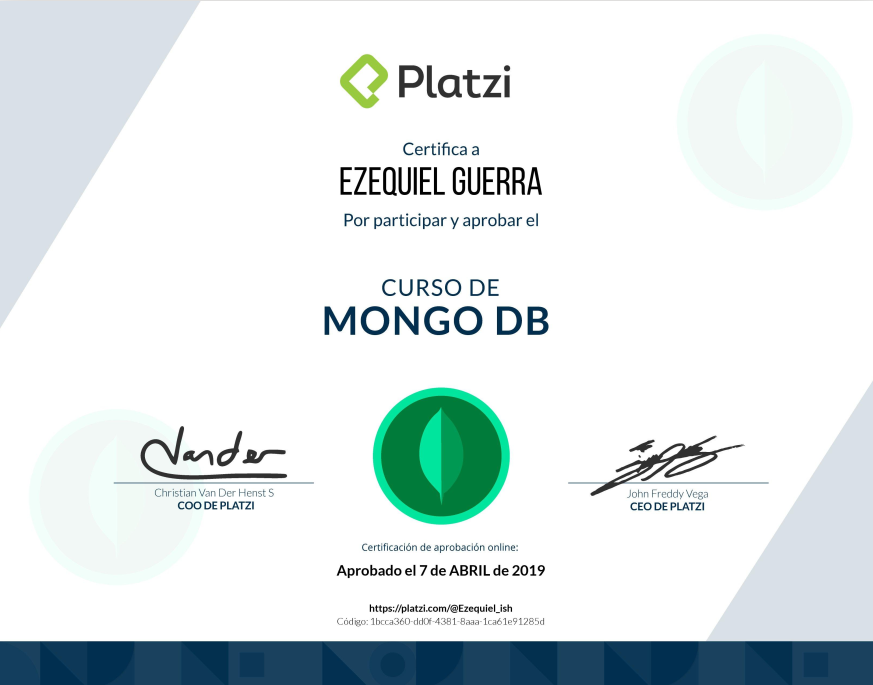 Platzi
Certifica a
EZEQUIEL GUERRA
Por participar y aprobar el
CURSO DE
MONGO DB
Vander
Christian Van Der Henst S
COO DE PLATZI
John Freddy Vega
CEO DE PLATZI
Certificación de aprobación online:
Aprobado el 7 de ABRIL de 2019
https://platzi.com/@Ezequiel_ish
Código: 1bcca360-dd0f-4381-8aaa-1ca61e91285d